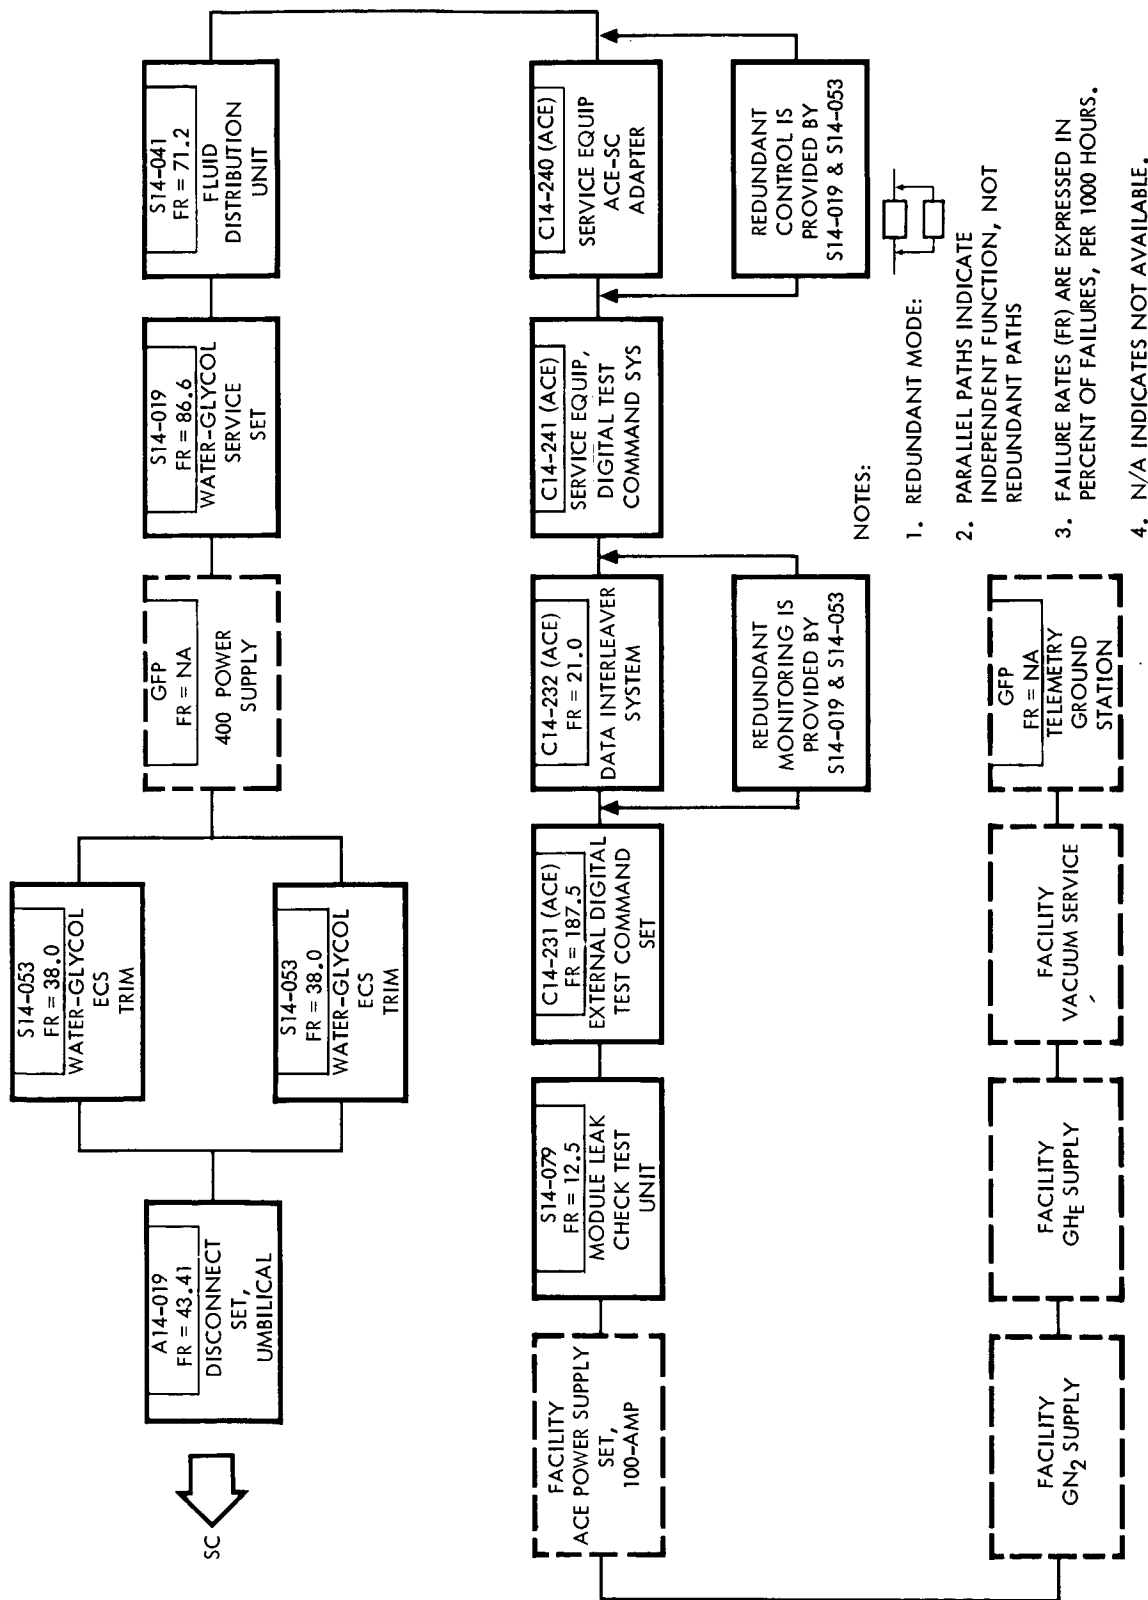 SC
A14-019
FR = 43.41
DISCONNECT
SET,
UMBILICAL
S14-053
FR = 38.0
WATER-GLYCOL
ECS
TRIM
S14-053
FR = 38.0
WATER-GLYCOL
ECS
TRIM
GFP
FR = NA
400 POWER
SUPPLY
S14-019
FR = 86.6
WATER-GLYCOL
SERVICE
SET
S14-041
FR = 71.2
FLUID
DISTRIBUTION
UNIT
FACILITY
ACE POWER SUPPLY
SET,
100-AMP
S14-079
FR = 12.5
MODULE LEAK
CHECK TEST
UNIT
C14-231 (ACE)
FR = 187.5
EXTERNAL DIGITAL
TEST COMMAND
SET
C14-232 (ACE)
FR = 21.0
DATA INTERLEAVER
SYSTEM
C14-241 (ACE)
SERVICE EQUIP,
DIGITAL TEST
COMMAND SYS
C14-240 (ACE)
SERVICE EQUIP
ACE-SC
ADAPTER
REDUNDANT
MONITORING IS
PROVIDED BY
S14-019 & S14-053
REDUNDANT
CONTROL IS
PROVIDED BY
S14-019 & S14-053
FACILITY
GN2 SUPPLY
FACILITY
GHE SUPPLY
FACILITY
VACUUM SERVICE
GFP
FR = NA
TELEMETRY
GROUND
STATION
NOTES:
1. REDUNDANT MODE:
2. PARALLEL PATHS INDICATE
INDEPENDENT FUNCTION, NOT
REDUNDANT PATHS
3. FAILURE RATES (FR) ARE EXPRESSED IN
PERCENT OF FAILURES, PER 1000 HOURS.
4. N/A INDICATES NOT AVAILABLE.